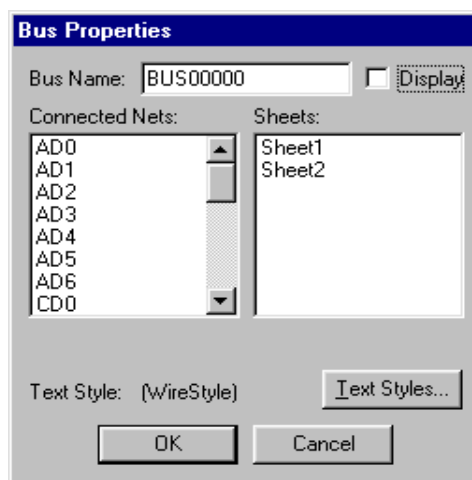 Bus Properties
Bus Name: BUS00000 Display
Connected Nets: Sheets:
AD0 Sheet1
AD1 Sheet2
AD2
AD3
AD4
AD5
AD6
CD0
Text Style: (WireStyle) Text Styles...
OK Cancel